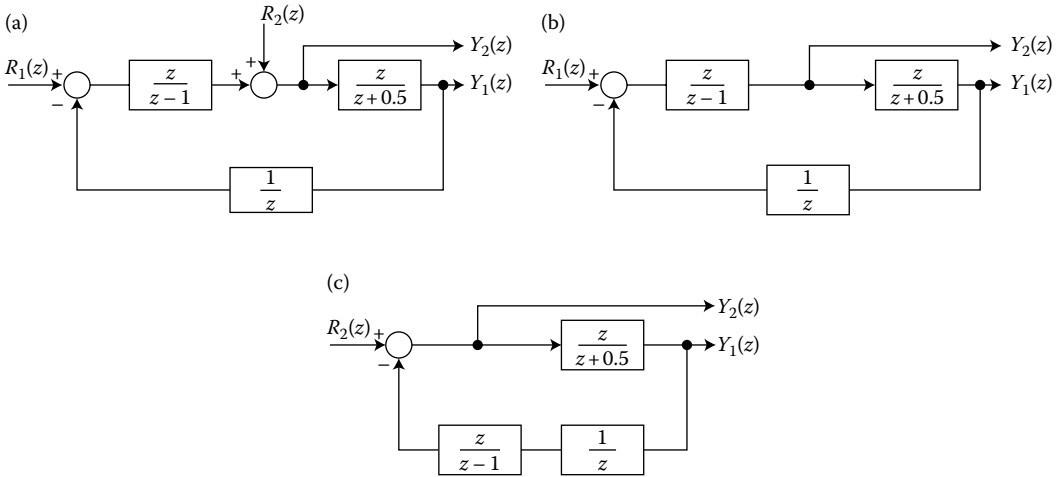 (a)
R₂(z)
+
Y₂(z)
R₁(z) + z/(z − 1) + z/(z + 0.5) Y₁(z)
−
1/z
(b)
Y₂(z)
R₁(z) + z/(z − 1) z/(z + 0.5) Y₁(z)
−
1/z
(c)
Y₂(z)
R₂(z) + z/(z + 0.5) Y₁(z)
−
z/(z − 1) 1/z